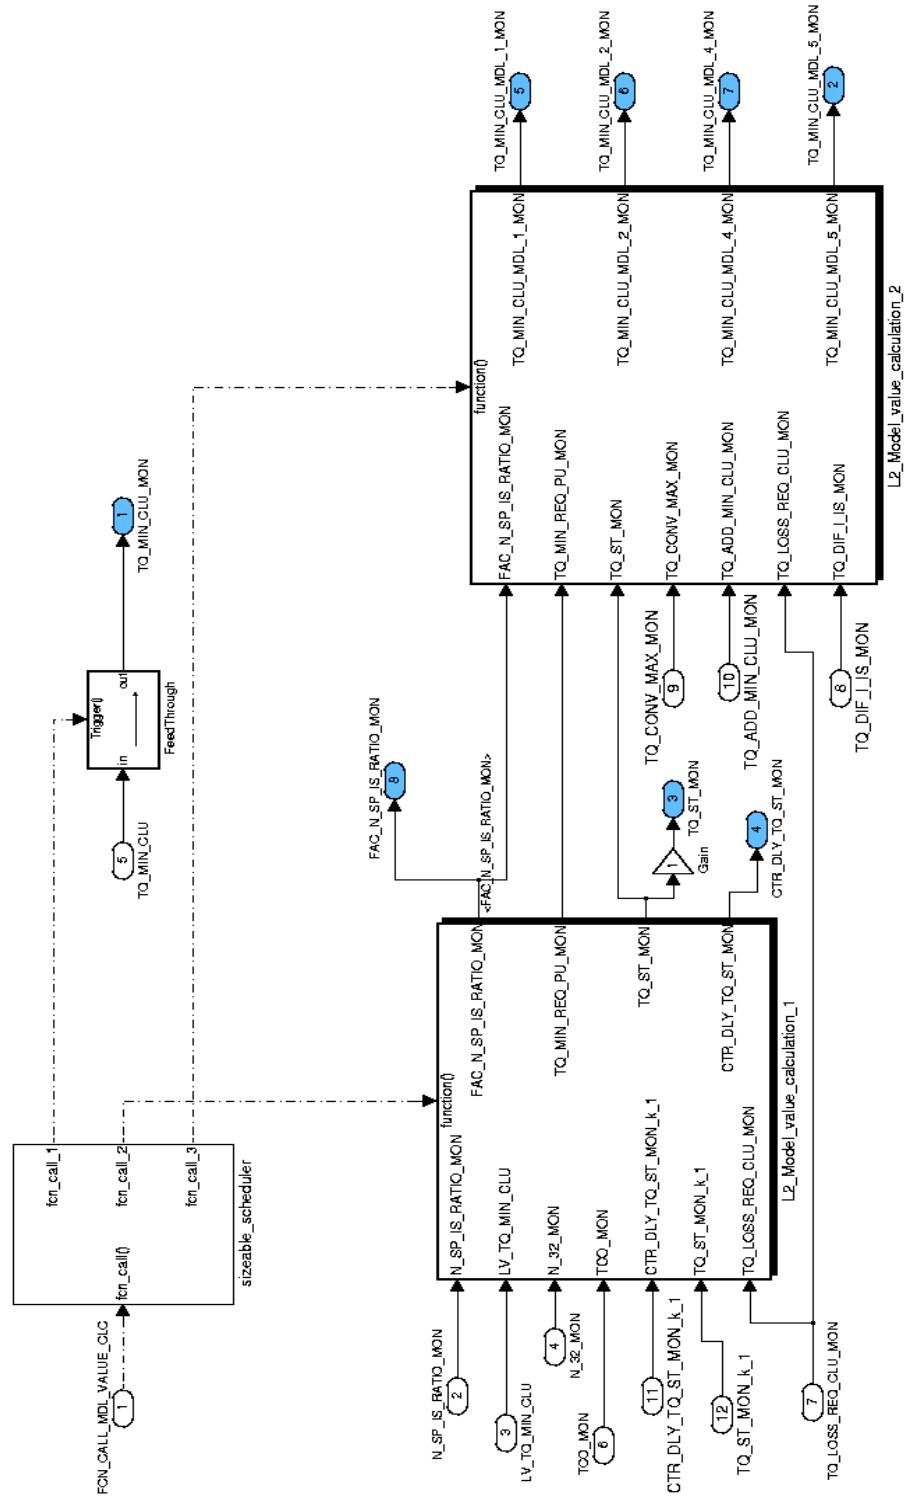 FCN_CALL_MDL_VALUE_CLC
1
fcn_call()
fcn_call_1
fcn_call_2
fcn_call_3
sizeable_scheduler
5
TQ_MIN_CLU
Trigger()
in
out
FeedThrough
1
TQ_MIN_CLU_MON
N_SP_IS_RATIO_MON
2
LV_TQ_MIN_CLU
3
N_32_MON
4
TCO_MON
6
CTR_DLY_TQ_ST_MON_k_1
11
TQ_ST_MON_k_1
12
TQ_LOSS_REQ_CLU_MON
7
function()
N_SP_IS_RATIO_MON
LV_TQ_MIN_CLU
N_32_MON
TCO_MON
CTR_DLY_TQ_ST_MON_k_1
TQ_ST_MON_k_1
TQ_LOSS_REQ_CLU_MON
FAC_N_SP_IS_RATIO_MON
TQ_MIN_REQ_PU_MON
TQ_ST_MON
CTR_DLY_TQ_ST_MON
L2_Model_value_calculation_1
FAC_N_SP_IS_RATIO_MON
8
<FAC_N_SP_IS_RATIO_MON>
1
Gain
3
TQ_ST_MON
4
CTR_DLY_TQ_ST_MON
TQ_CONV_MAX_MON
9
10
TQ_ADD_MIN_CLU_MON
8
TQ_DIF_I_IS_MON
function()
FAC_N_SP_IS_RATIO_MON
TQ_MIN_REQ_PU_MON
TQ_ST_MON
TQ_CONV_MAX_MON
TQ_ADD_MIN_CLU_MON
TQ_LOSS_REQ_CLU_MON
TQ_DIF_I_IS_MON
TQ_MIN_CLU_MDL_1_MON
TQ_MIN_CLU_MDL_2_MON
TQ_MIN_CLU_MDL_4_MON
TQ_MIN_CLU_MDL_5_MON
L2_Model_value_calculation_2
TQ_MIN_CLU_MDL_1_MON
5
TQ_MIN_CLU_MDL_2_MON
6
TQ_MIN_CLU_MDL_4_MON
7
TQ_MIN_CLU_MDL_5_MON
2